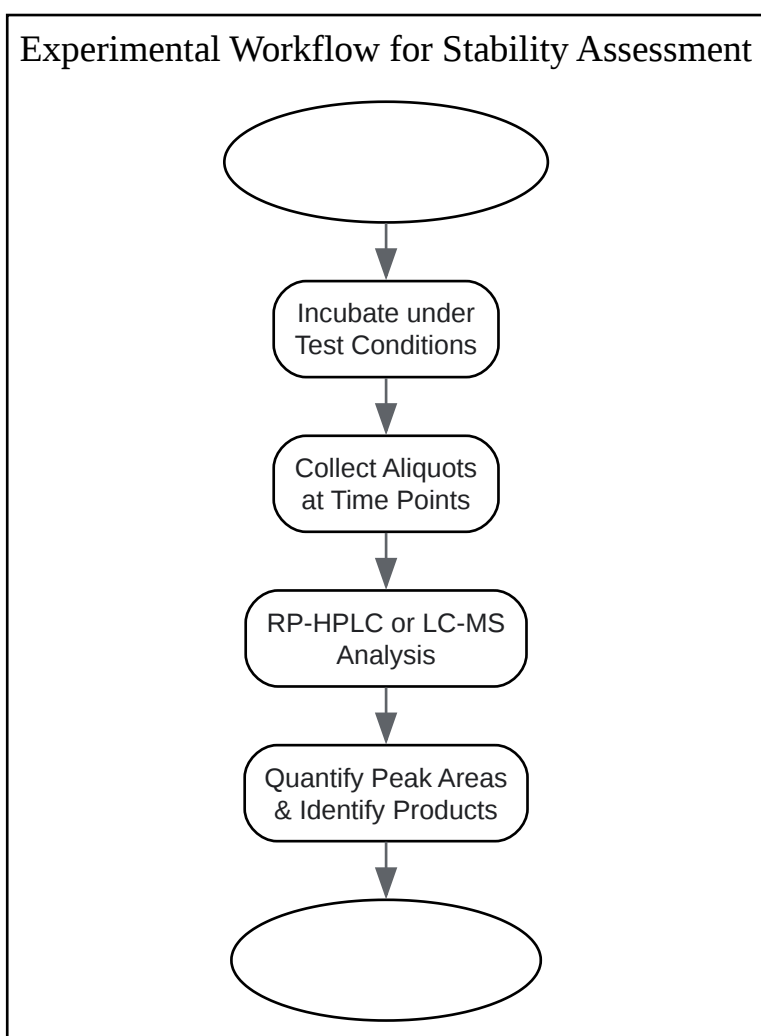 Experimental Workflow for Stability Assessment
Incubate under
Test Conditions
Collect Aliquots
at Time Points
RP-HPLC or LC-MS
Analysis
Quantify Peak Areas
& Identify Products